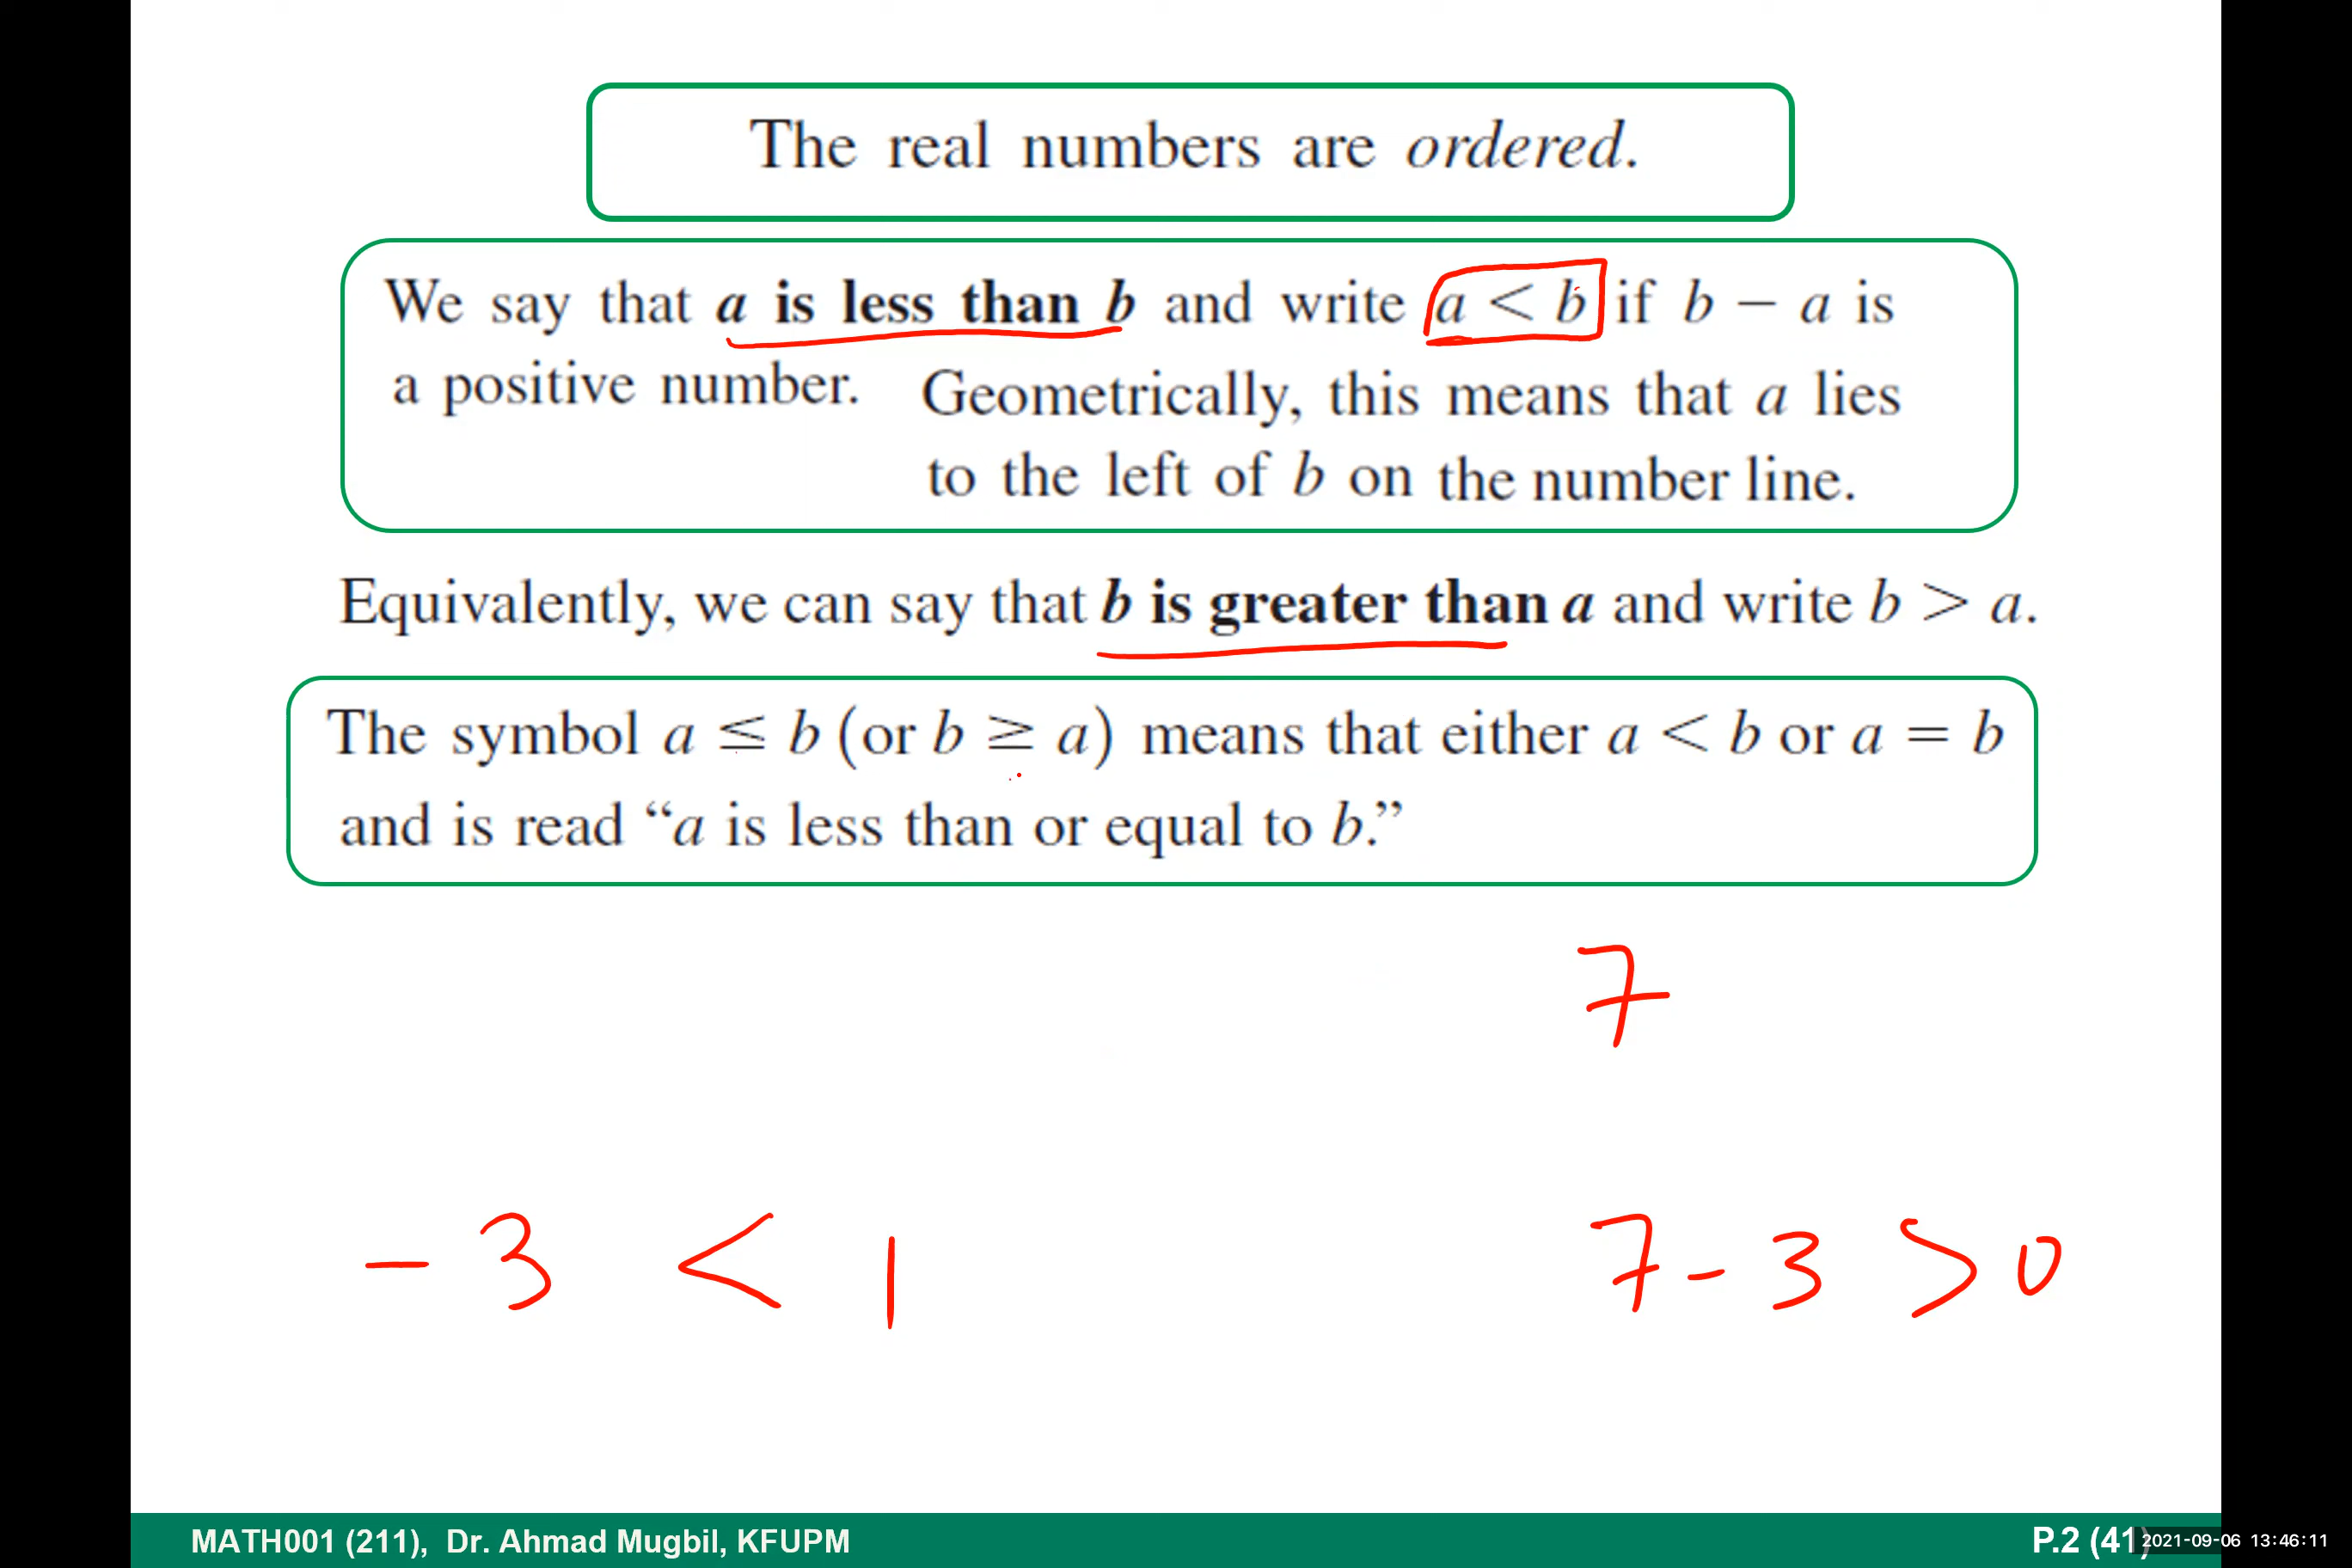 The real numbers are ordered.
We say that a is less than b and write a < b if b − a is
a positive number. Geometrically, this means that a lies
to the left of b on the number line.
Equivalently, we can say that b is greater than a and write b > a.
The symbol a ≤ b (or b ≥ a) means that either a < b or a = b
and is read “a is less than or equal to b.”
7
− 3 < 1
7 - 3 > 0
MATH001 (211), Dr. Ahmad Mugbil, KFUPM
P.2 (41)
2021-09-06 13:46:11